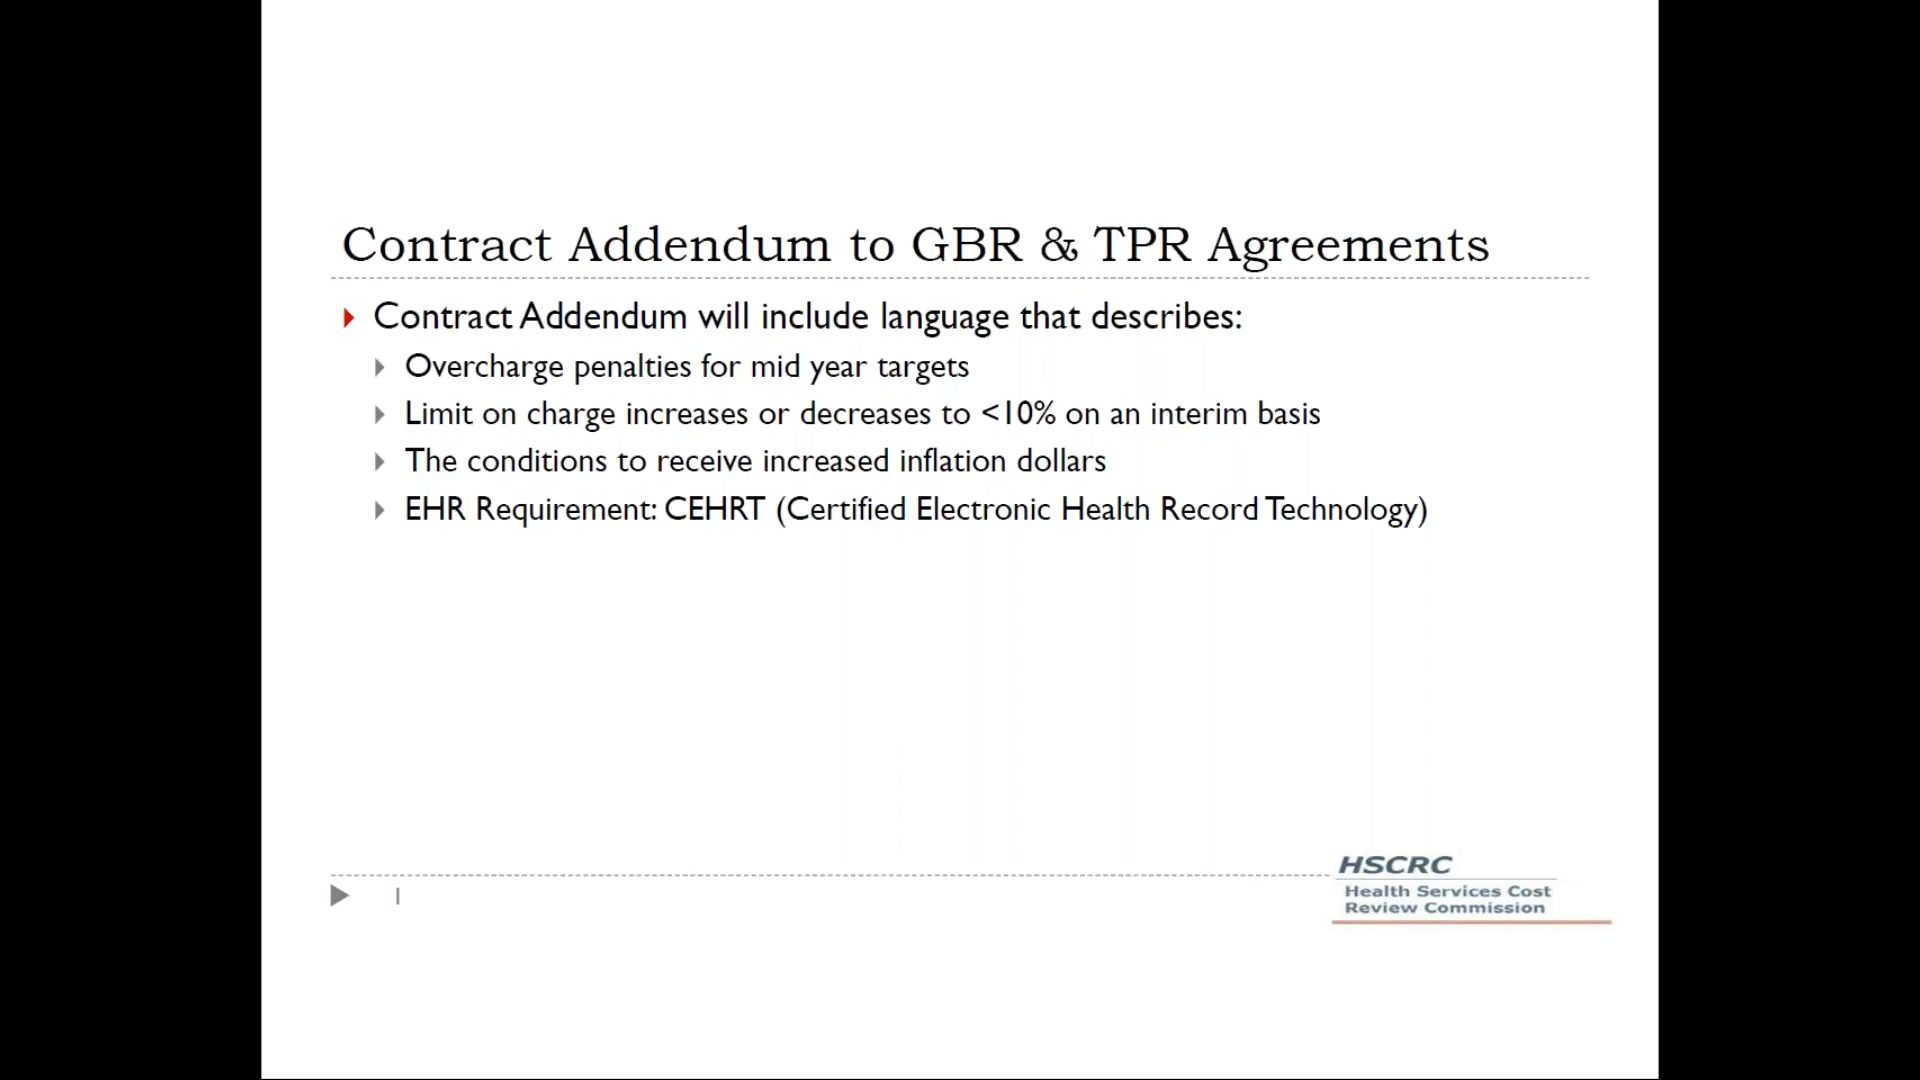 Contract Addendum to GBR & TPR Agreements
Contract Addendum will include language that describes:
Overcharge penalties for mid year targets
Limit on charge increases or decreases to <10% on an interim basis
The conditions to receive increased inflation dollars
EHR Requirement: CEHRT (Certified Electronic Health Record Technology)
1
HSCRC
Health Services Cost
Review Commission